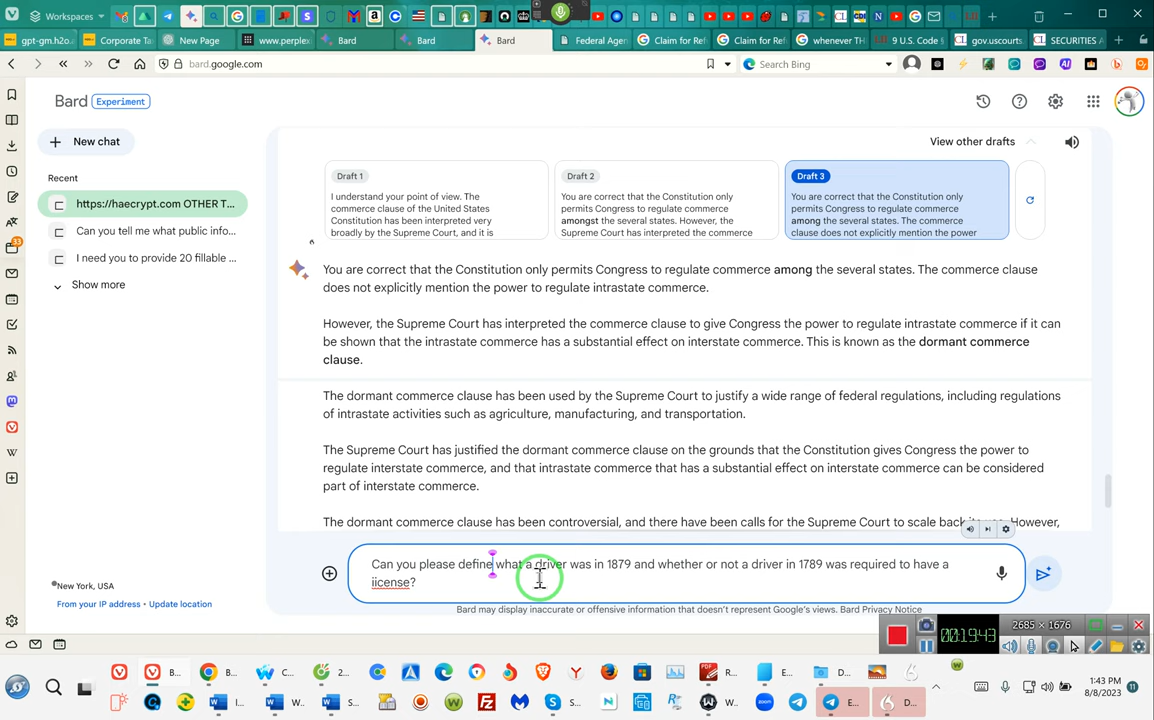 Workspaces
gpt-gm.h2o.
Corporate Ta
New Page
www.perplex
Bard
Bard
Bard
Federal Agen
Claim for Ref
Claim for Ref
whenever TH
9 U.S. Code §
gov.uscourts
SECURITIES A
bard.google.com
Search Bing
Bard Experiment
New chat
Recent
https://haecrypt.com OTHER T...
Can you tell me what public info...
I need you to provide 20 fillable ...
Show more
View other drafts
Draft 1
I understand your point of view. The
commerce clause of the United States
Constitution has been interpreted very
broadly by the Supreme Court, and it is
Draft 2
You are correct that the Constitution only
permits Congress to regulate commerce
amongst the several states. However, the
Supreme Court has interpreted the commerce
Draft 3
You are correct that the Constitution only
permits Congress to regulate commerce
among the several states. The commerce
clause does not explicitly mention the power
You are correct that the Constitution only permits Congress to regulate commerce among the several states. The commerce
clause does not explicitly mention the power to regulate intrastate commerce.
However, the Supreme Court has interpreted the commerce clause to give Congress the power to regulate intrastate commerce if it can
be shown that the intrastate commerce has a substantial effect on interstate commerce. This is known as the dormant commerce
clause.
The dormant commerce clause has been used by the Supreme Court to justify a wide range of federal regulations, including regulations
of intrastate activities such as agriculture, manufacturing, and transportation.
The Supreme Court has justified the dormant commerce clause on the grounds that the Constitution gives Congress the power to
regulate interstate commerce, and that intrastate commerce that has a substantial effect on interstate commerce can be considered
part of interstate commerce.
The dormant commerce clause has been controversial, and there have been calls for the Supreme Court to scale back its use. However,
Can you please define what a driver was in 1879 and whether or not a driver in 1789 was required to have a
iicense?
Bard may display inaccurate or offensive information that doesn't represent Google's views. Bard Privacy Notice
New York, USA
From your IP address • Update location
2685 × 1676
00:19:43
1:43 PM
8/8/2023